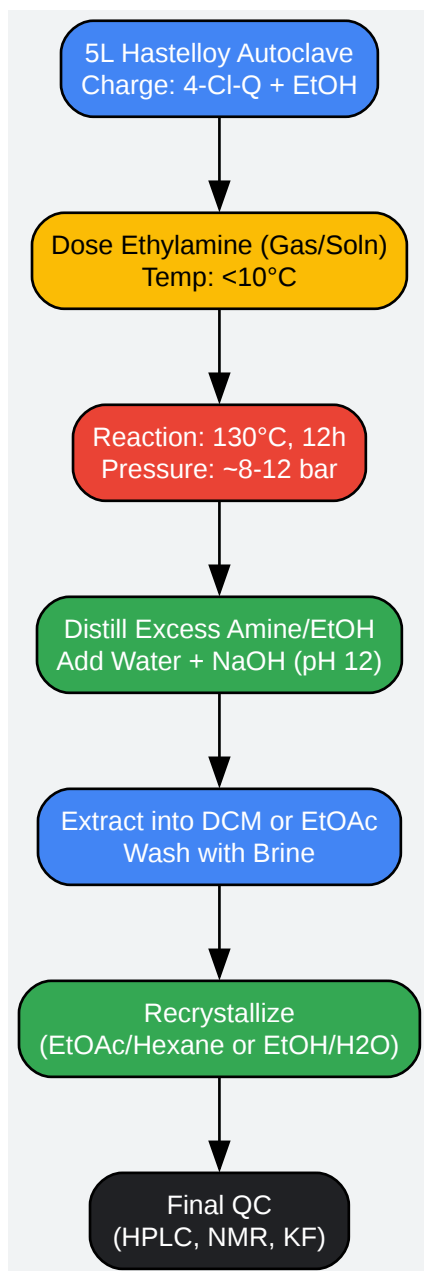 5L Hastelloy Autoclave
Charge: 4-Cl-Q + EtOH
Dose Ethylamine (Gas/Soln)
Temp: <10°C
Reaction: 130°C, 12h
Pressure: ~8-12 bar
Distill Excess Amine/EtOH
Add Water + NaOH (pH 12)
Extract into DCM or EtOAc
Wash with Brine
Recrystallize
(EtOAc/Hexane or EtOH/H2O)
Final QC
(HPLC, NMR, KF)